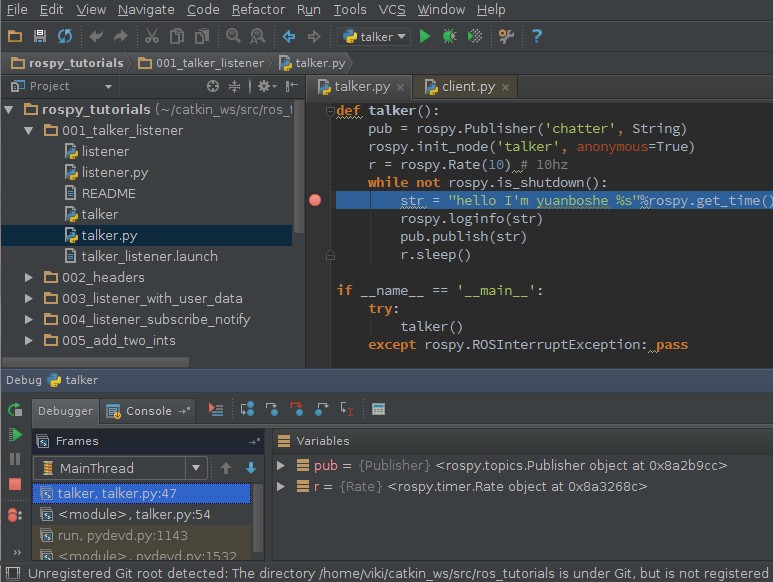 File Edit View Navigate Code Refactor Run Tools VCS Window Help
talker
rospy_tutorials 001_talker_listener talker.py
Project
talker.py client.py
rospy_tutorials (~/catkin_ws/src/ros_t
001_talker_listener
listener
listener.py
README
talker
talker.py
talker_listener.launch
002_headers
003_listener_with_user_data
004_listener_subscribe_notify
005_add_two_ints
def talker():
pub = rospy.Publisher('chatter', String)
rospy.init_node('talker', anonymous=True)
r = rospy.Rate(10) # 10hz
while not rospy.is_shutdown():
str = "hello I'm yuanboshe %s"%rospy.get_time()
rospy.loginfo(str)
pub.publish(str)
r.sleep()
if __name__ == '__main__':
try:
talker()
except rospy.ROSInterruptException: pass
Debug talker
Debugger Console
Frames
MainThread
talker, talker.py:47
<module>, talker.py:54
run, pydevd.py:1143
<module>, pydevd.py:1532
Variables
pub = {Publisher} <rospy.topics.Publisher object at 0x8a2b9cc>
r = {Rate} <rospy.timer.Rate object at 0x8a3268c>
Unregistered Git root detected: The directory /home/viki/catkin_ws/src/ros_tutorials is under Git, but is not registered